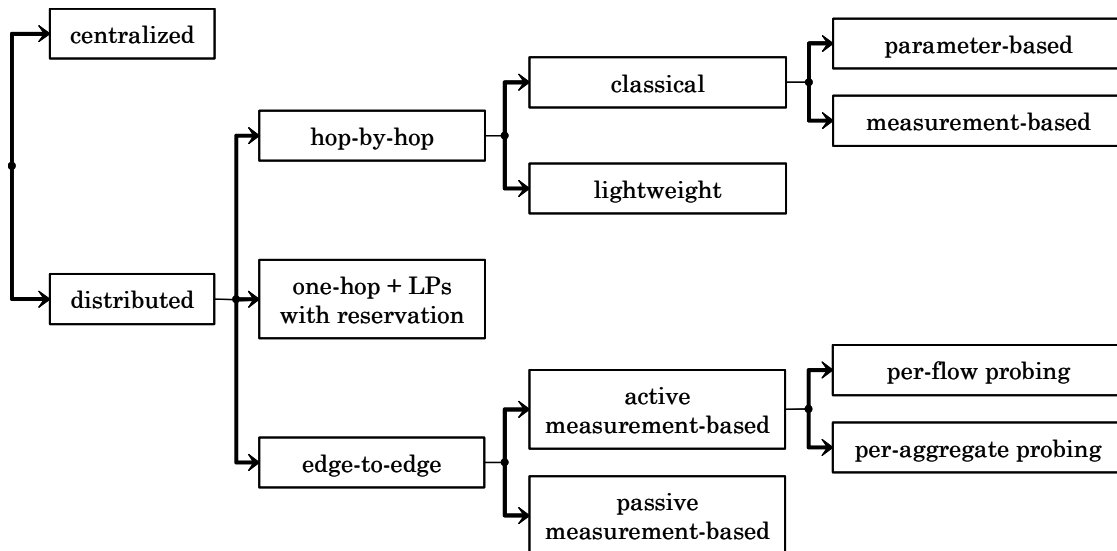 centralized
distributed
hop-by-hop
one-hop + LPs
with reservation
edge-to-edge
classical
lightweight
active
measurement-based
passive
measurement-based
parameter-based
measurement-based
per-flow probing
per-aggregate probing